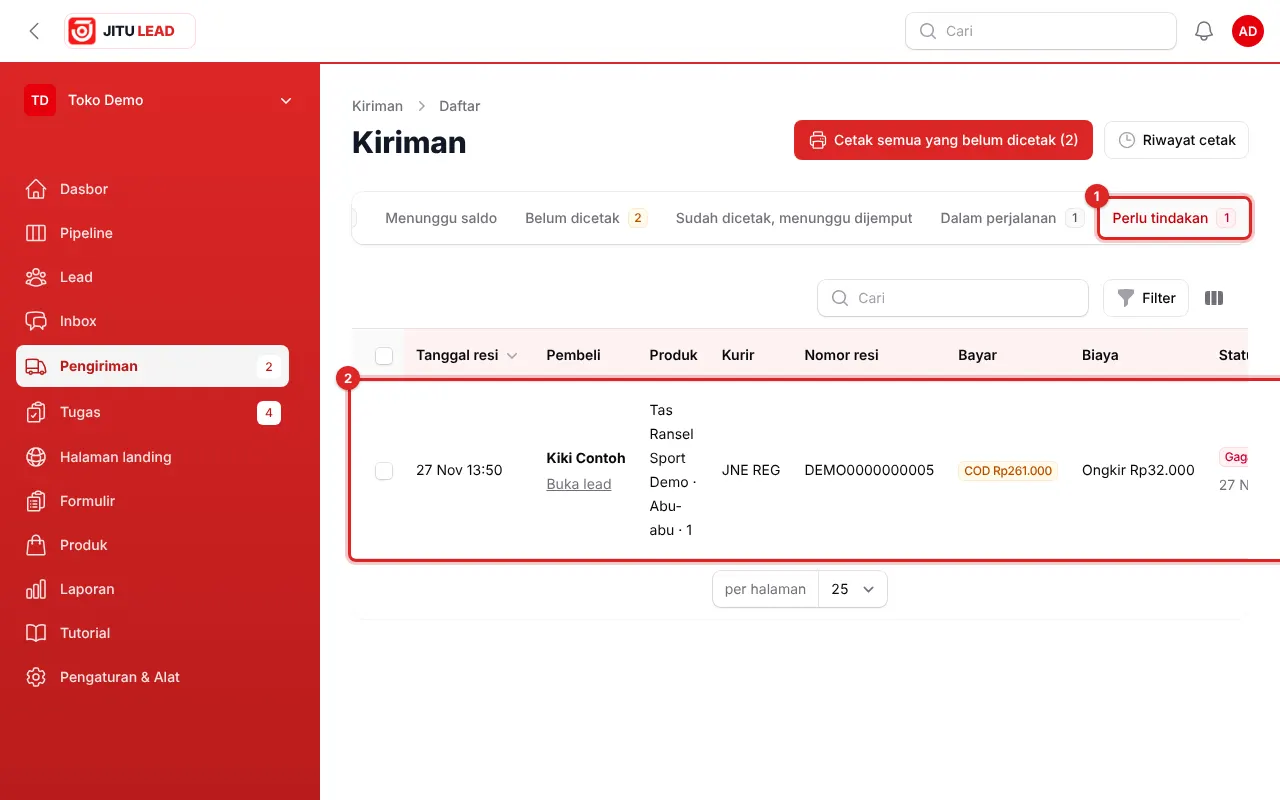 JITU LEAD
Cari
AD
TD
Toko Demo
Dasbor
Pipeline
Lead
Inbox
Pengiriman 2
Tugas 4
Halaman landing
Formulir
Produk
Laporan
Tutorial
Pengaturan & Alat
Kiriman > Daftar
Kiriman
Cetak semua yang belum dicetak (2)
Riwayat cetak
1
Menunggu saldo Belum dicetak 2 Sudah dicetak, menunggu dijemput Dalam perjalanan 1 Perlu tindakan 1
Cari
Filter
Tanggal resi Pembeli Produk Kurir Nomor resi Bayar Biaya
2
27 Nov 13:50
Kiki Contoh
Buka lead
Tas
Ransel
Sport
Demo ·
Abu-
abu · 1
JNE REG
DEMO0000000005
COD Rp261.000
Ongkir Rp32.000
27 N
per halaman 25